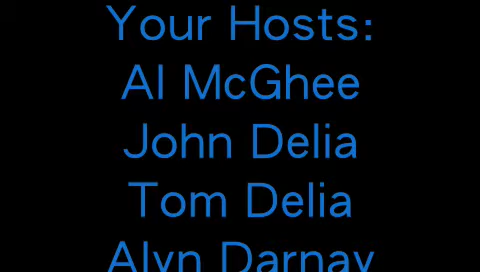 Your Hosts:
Al McGhee
John Delia
Tom Delia
Alyn Darnay